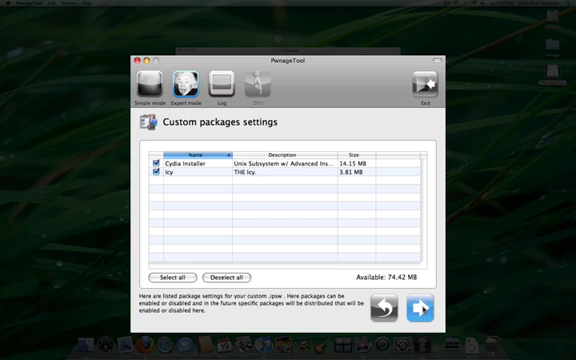 PwnageTool
Simple mode Expert mode Log DFU Exit
Custom packages settings
Name Description Size
Cydia Installer Unix Subsystem w/ Advanced Ins... 14.15 MB
Icy THE Icy. 3.81 MB
Select all Deselect all Available: 74.42 MB
Here are listed package settings for your custom .ipsw . Here packages can be
enabled or disabled and in the future specific packages will be distributed that will be
enabled or disabled here.